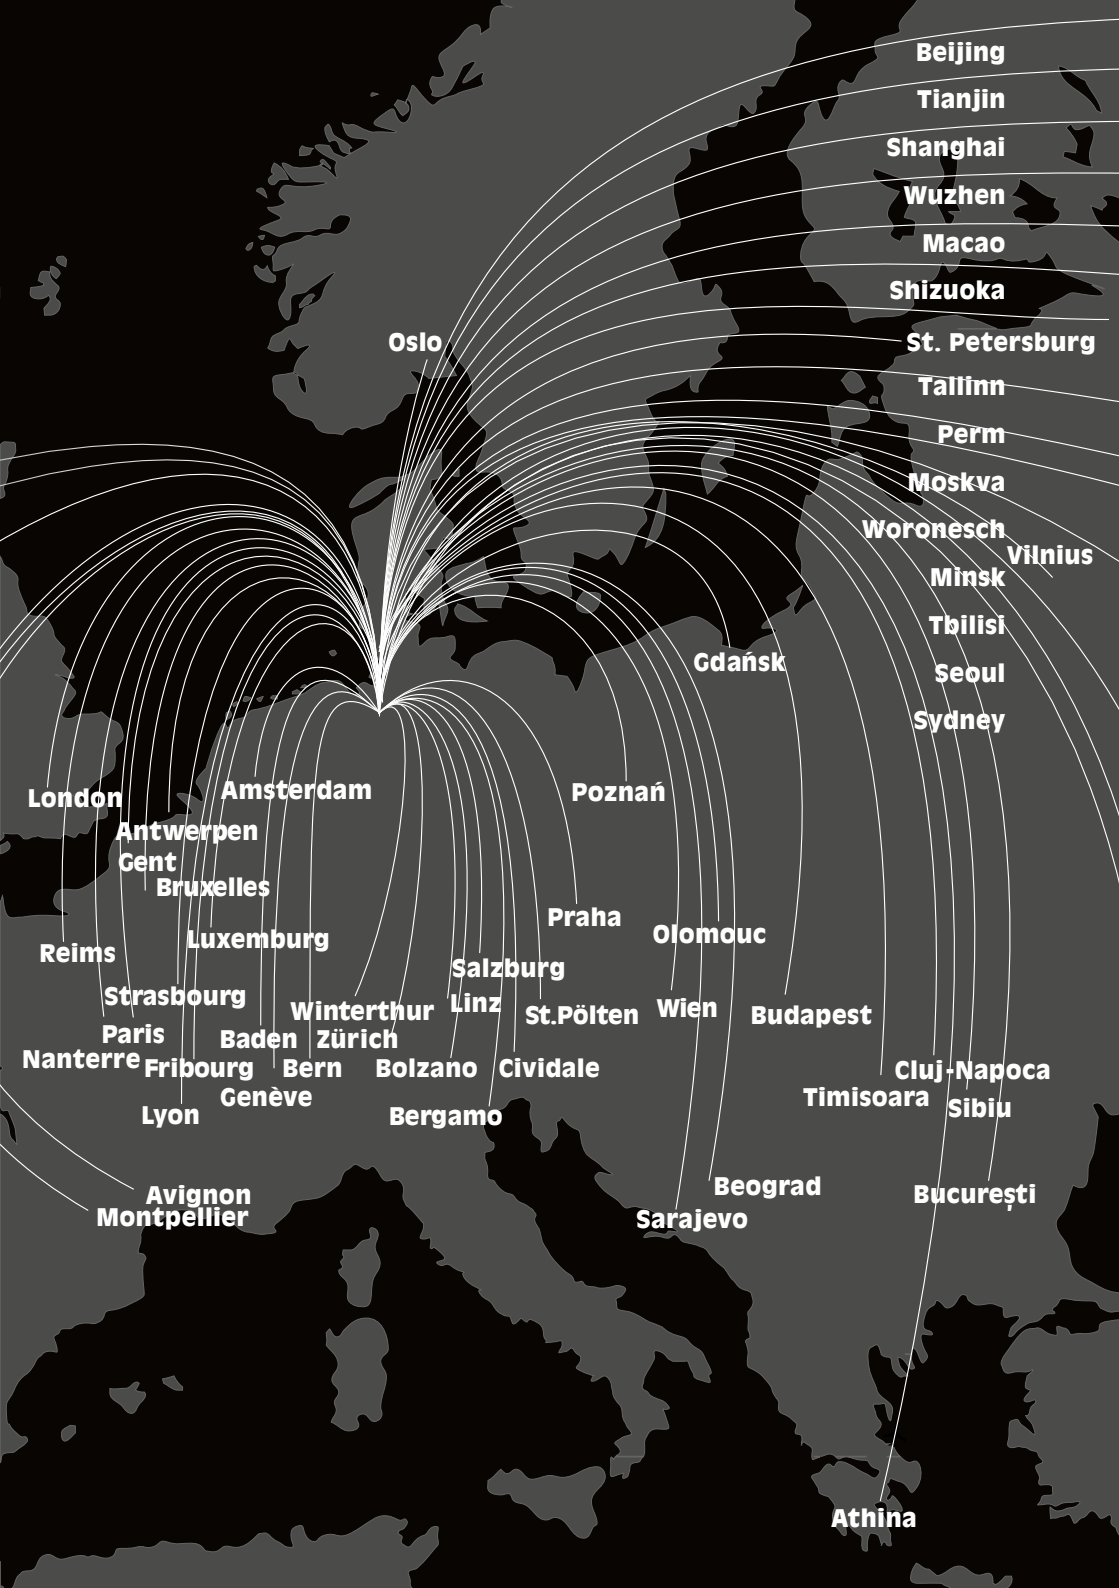 Beijing
Tianjin
Shanghai
Wuzhen
Macao
Shizuoka
Oslo
St. Petersburg
Tallinn
Perm
Moskva
Woronesch
Vilnius
Minsk
Tbilisi
Gdańsk
Seoul
Sydney
London
Amsterdam
Poznań
Antwerpen
Gent
Bruxelles
Praha
Reims
Luxemburg
Olomouc
Salzburg
Strasbourg
Winterthur
Linz
St.Pölten
Wien
Budapest
Paris
Baden
Zürich
Nanterre
Fribourg
Bern
Bolzano
Cividale
Cluj-Napoca
Genève
Timisoara
Sibiu
Lyon
Bergamo
Avignon
Beograd
București
Montpellier
Sarajevo
Athina